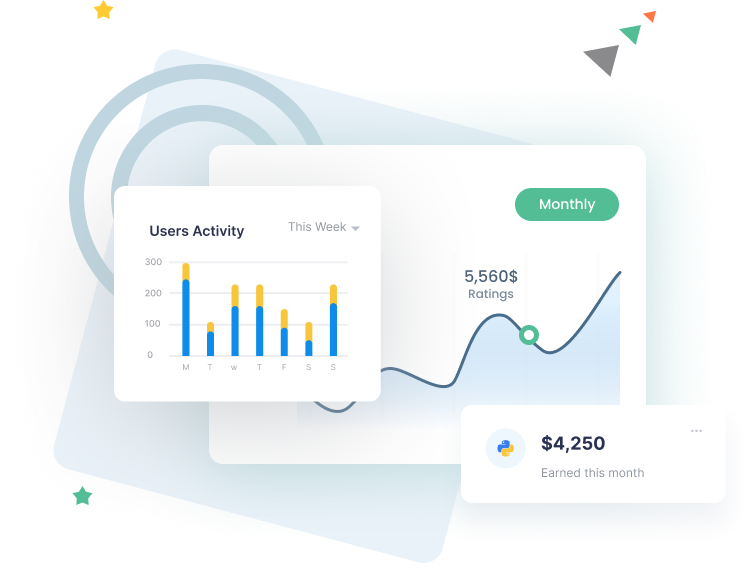 Monthly
Users Activity
This Week
5,560$
Ratings
300
200
100
0
M T w T F S S
$4,250
Earned this month